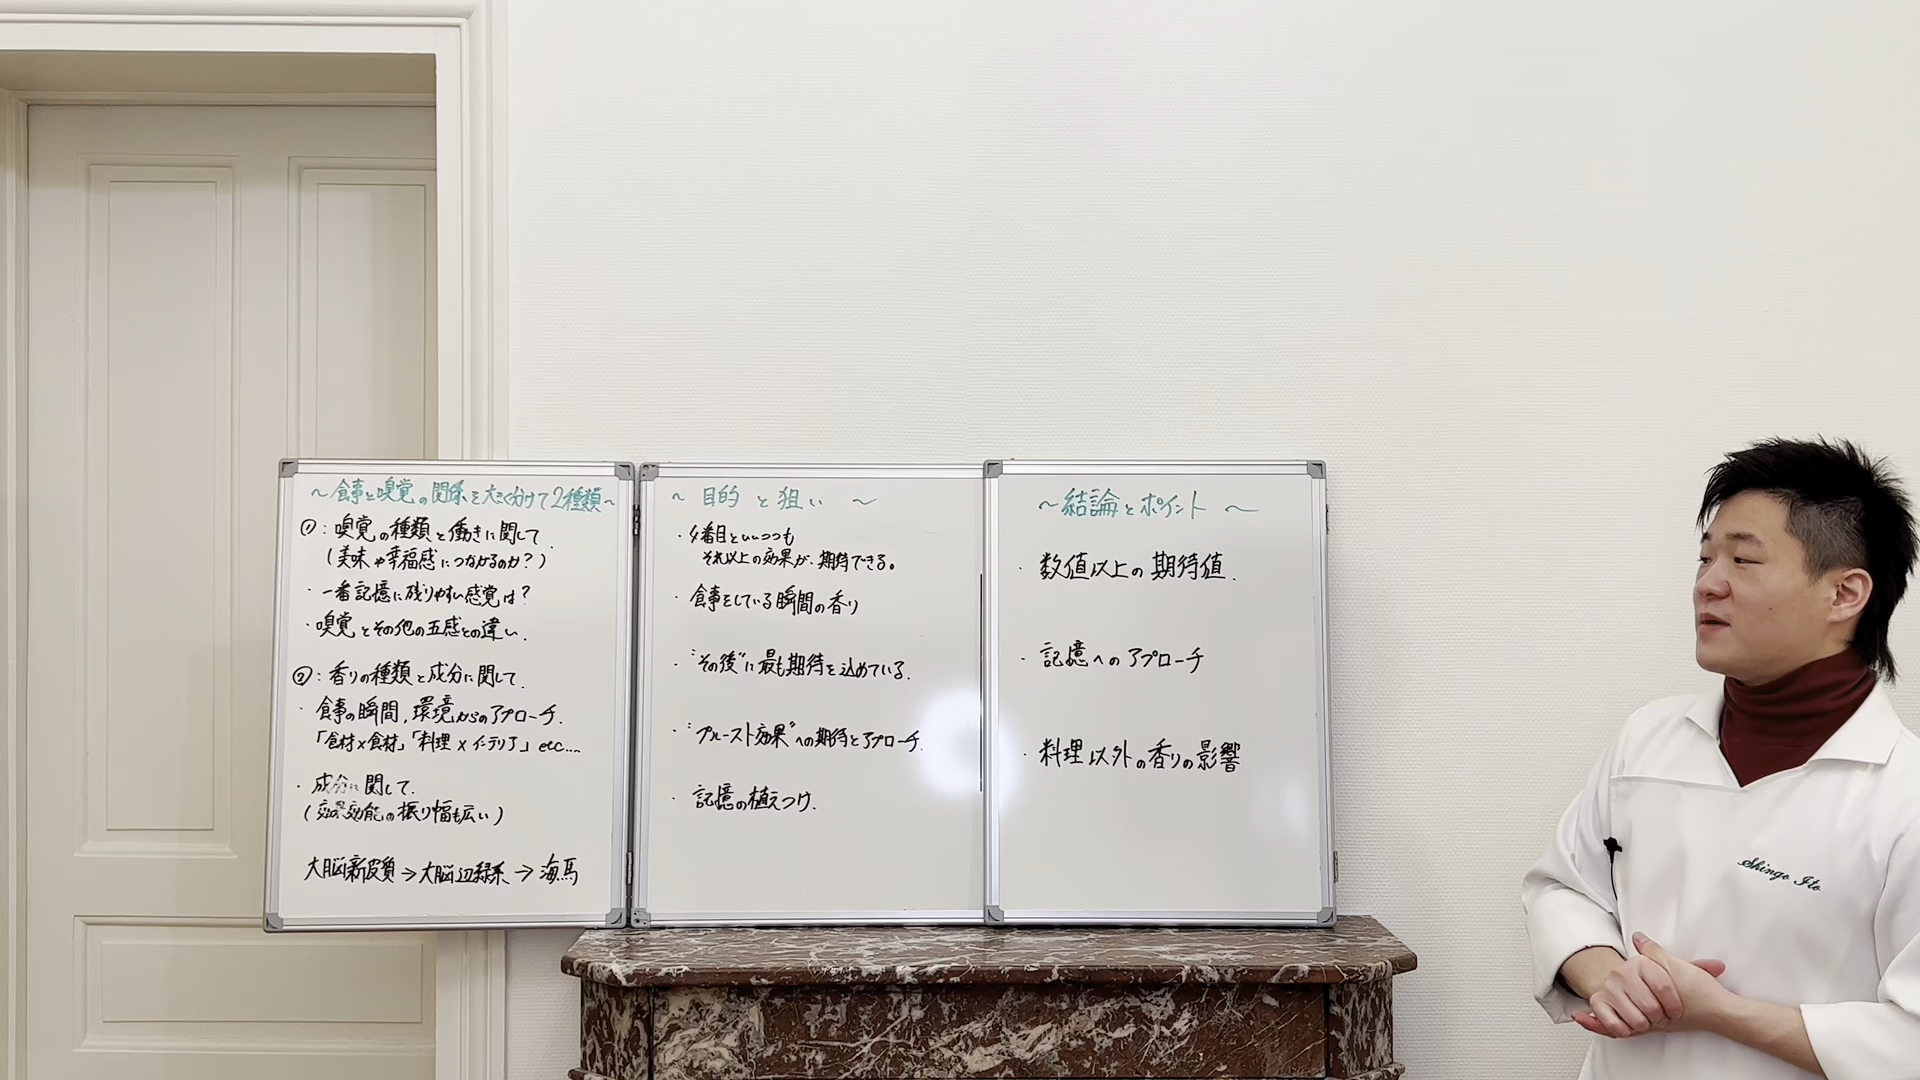 ～食事と嗅覚の関係を大きく分けて2種類～
①:嗅覚の種類と働きに関して.
(美味や幸福感につながるのか?)
・一番記憶に残りやすい感覚は?
・嗅覚とその他の五感との違い.
②:香りの種類と成分に関して.
・食事の瞬間,環境からのアプローチ.
「食材×食材」「料理×インテリア」etc...
・成分に関して.
(効果効能の振り幅も広い)
大脳新皮質→大脳辺縁系→海馬
～目的と狙い～
・4番目といいつつも
それ以上の効果が、期待できる。
・食事をしている瞬間の香り
・"その後"に最も期待を込めている.
・"プルースト効果"への期待とアプローチ.
・記憶の植えつけ.
～結論とポイント～
・数値以上の期待値.
・記憶へのアプローチ
・料理以外の香りの影響
Shingo Ito